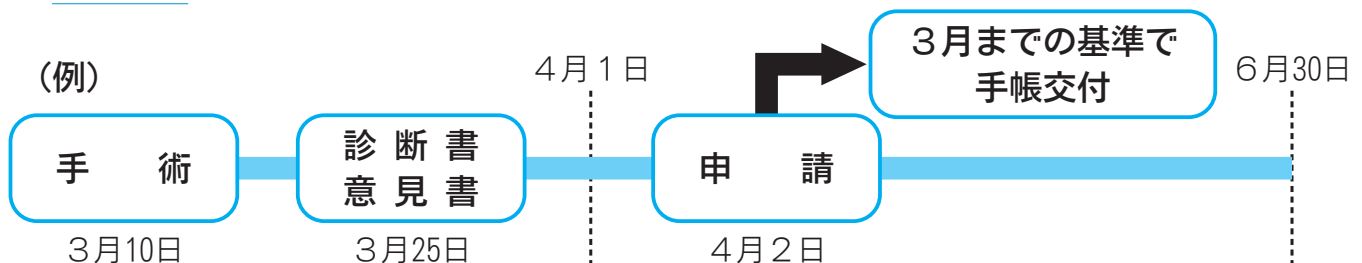 (例)
4月1日
3月までの基準で
手帳交付
6月30日
手 術
診 断 書
意 見 書
申 請
3月10日
3月25日
4月2日